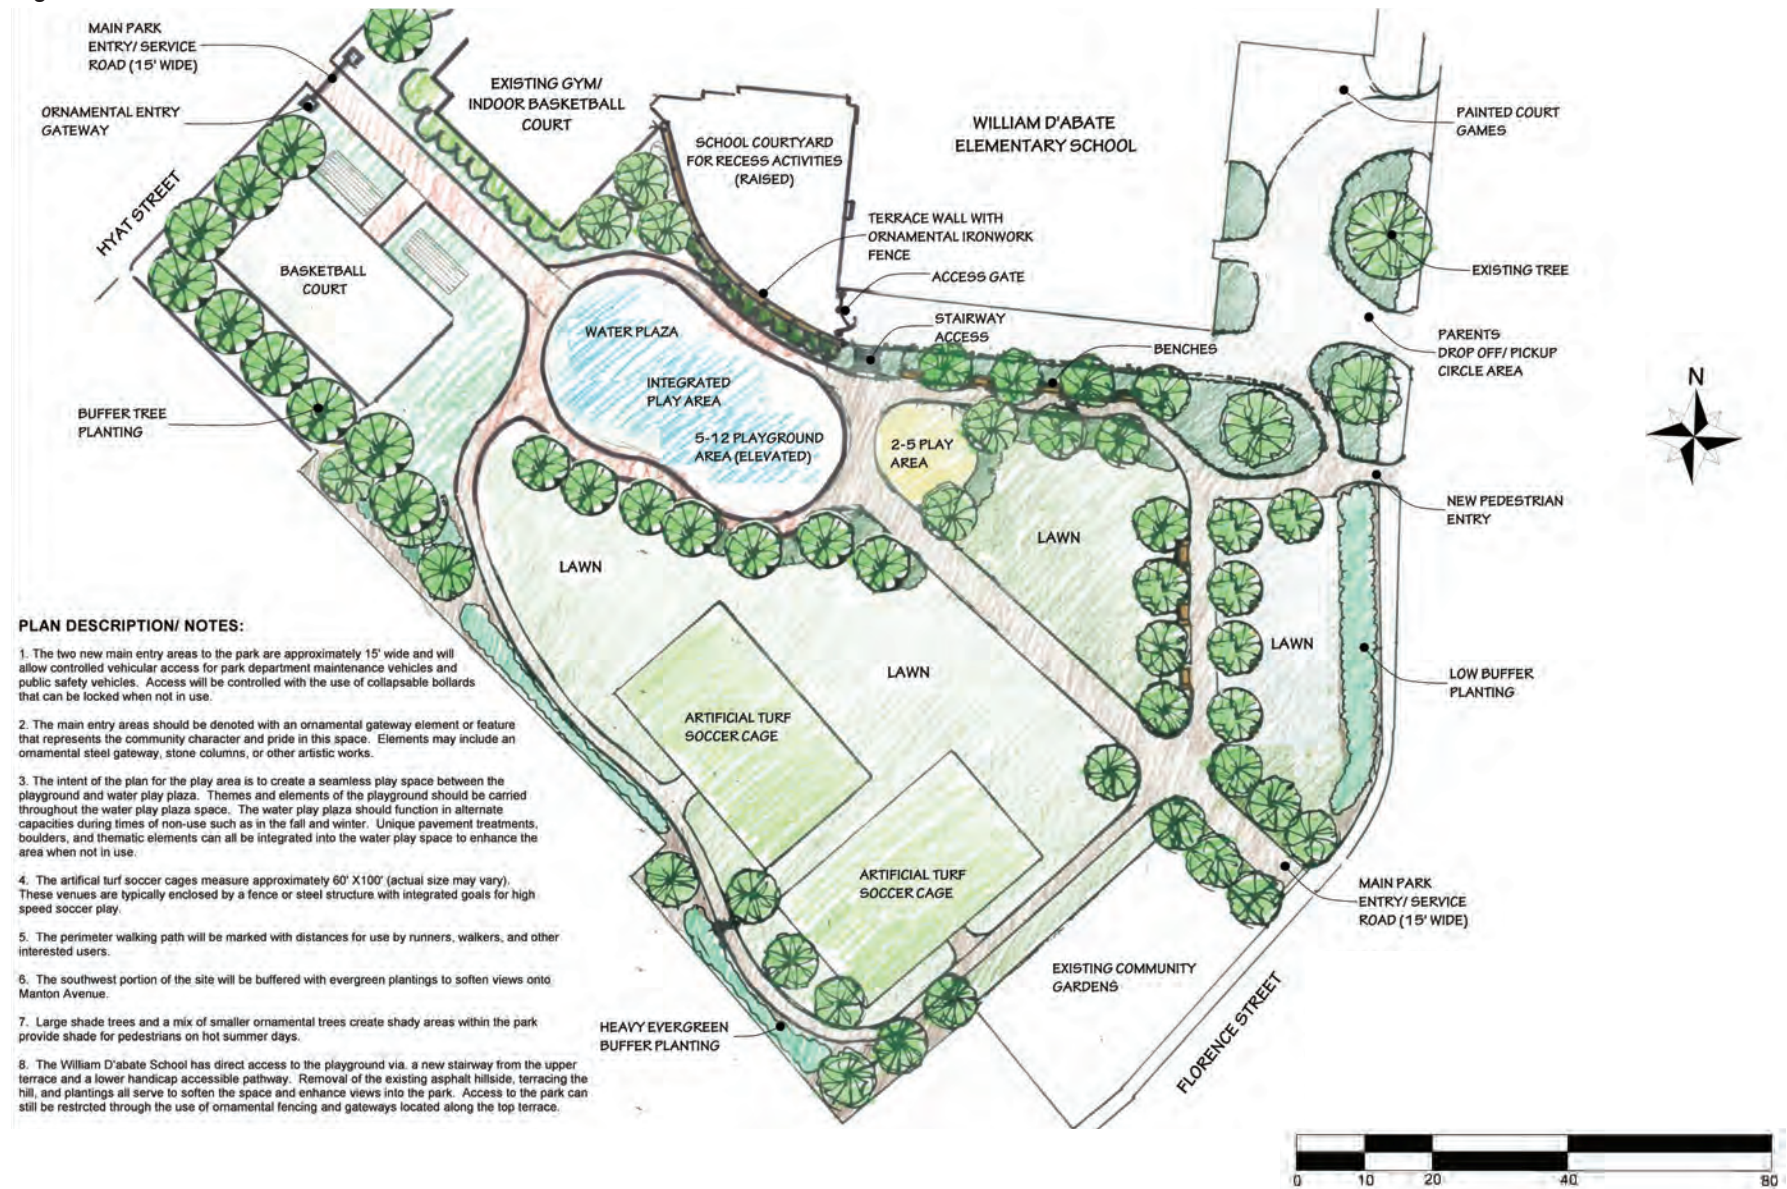 MAIN PARK
ENTRY/ SERVICE
ROAD (15' WIDE)
ORNAMENTAL ENTRY
GATEWAY
HYAT STREET
EXISTING GYM/
INDOOR BASKETBALL
COURT
SCHOOL COURTYARD
FOR RECESS ACTIVITIES
(RAISED)
WILLIAM D'ABATE
ELEMENTARY SCHOOL
PAINTED COURT
GAMES
TERRACE WALL WITH
ORNAMENTAL IRONWORK
FENCE
ACCESS GATE
STAIRWAY
ACCESS
BENCHES
EXISTING TREE
PARENTS
DROP OFF/ PICKUP
CIRCLE AREA
N
BASKETBALL
COURT
WATER PLAZA
INTEGRATED
PLAY AREA
5-12 PLAYGROUND
AREA (ELEVATED)
2-5 PLAY
AREA
BUFFER TREE
PLANTING
NEW PEDESTRIAN
ENTRY
LAWN
LAWN
LAWN
LAWN
LOW BUFFER
PLANTING
ARTIFICIAL TURF
SOCCER CAGE
ARTIFICIAL TURF
SOCCER CAGE
MAIN PARK
ENTRY/ SERVICE
ROAD (15' WIDE)
EXISTING COMMUNITY
GARDENS
FLORENCE STREET
HEAVY EVERGREEN
BUFFER PLANTING
PLAN DESCRIPTION/ NOTES:
1. The two new main entry areas to the park are approximately 15' wide and will
allow controlled vehicular access for park department maintenance vehicles and
public safety vehicles. Access will be controlled with the use of collapsable bollards
that can be locked when not in use.
2. The main entry areas should be denoted with an ornamental gateway element or feature
that represents the community character and pride in this space. Elements may include an
ornamental steel gateway, stone columns, or other artistic works.
3. The intent of the plan for the play area is to create a seamless play space between the
playground and water play plaza. Themes and elements of the playground should be carried
throughout the water play plaza space. The water play plaza should function in alternate
capacities during times of non-use such as in the fall and winter. Unique pavement treatments,
boulders, and thematic elements can all be integrated into the water play space to enhance the
area when not in use.
4. The artifical turf soccer cages measure approximately 60' X100' (actual size may vary).
These venues are typically enclosed by a fence or steel structure with integrated goals for high
speed soccer play.
5. The perimeter walking path will be marked with distances for use by runners, walkers, and other
interested users.
6. The southwest portion of the site will be buffered with evergreen plantings to soften views onto
Manton Avenue.
7. Large shade trees and a mix of smaller ornamental trees create shady areas within the park
provide shade for pedestrians on hot summer days.
8. The William D'abate School has direct access to the playground via. a new stairway from the upper
terrace and a lower handicap accessible pathway. Removal of the existing asphalt hillside, terracing the
hill, and plantings all serve to soften the space and enhance views into the park. Access to the park can
still be restrcted through the use of ornamental fencing and gateways located along the top terrace.
0 10 20 40 80